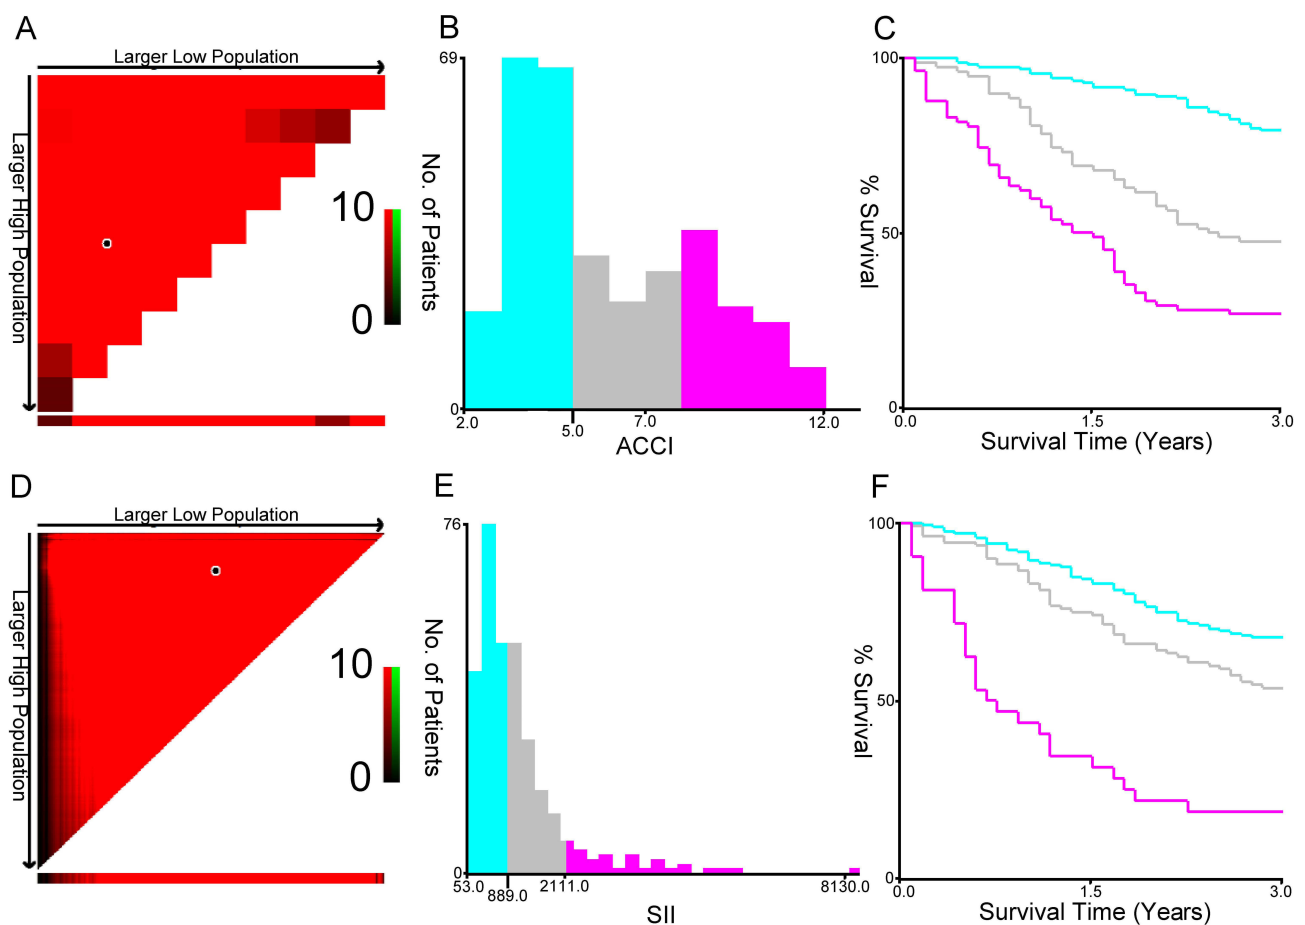 A
Larger Low Population
Larger High Population
10
0
B
69
No. of Patients
0
2.0
5.0
7.0
12.0
ACCI
C
100
% Survival
50
0
0.0
1.5
3.0
Survival Time (Years)
D
Larger Low Population
Larger High Population
10
0
E
76
No. of Patients
0
53.0
889.0
2111.0
8130.0
SII
F
100
% Survival
50
0
0.0
1.5
3.0
Survival Time (Years)